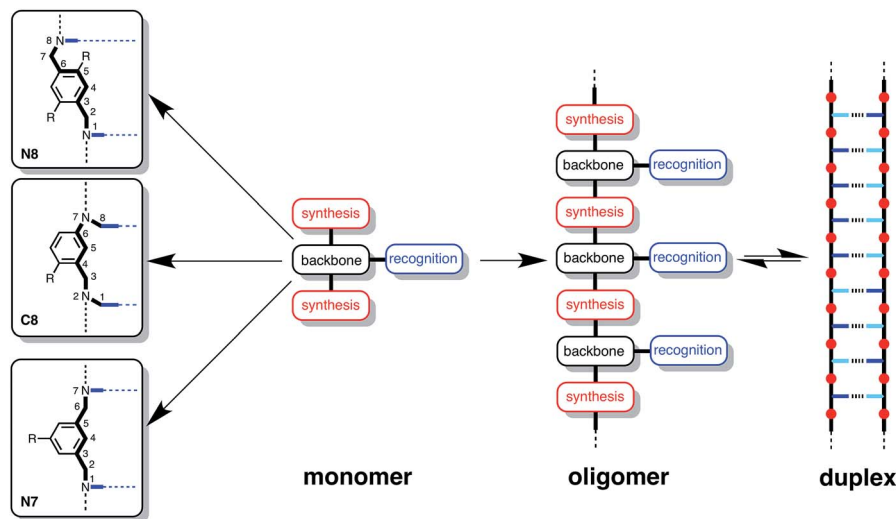 8 N
7
R
6
5
4
3
2
R
1
N
N8
N
7
8
6
5
4
R
3
2 N
1
C8
7 N
6
5
R
4
3
2
1
N
N7
synthesis
backbone
recognition
synthesis
monomer
synthesis
backbone
recognition
synthesis
backbone
recognition
synthesis
backbone
recognition
synthesis
oligomer
duplex